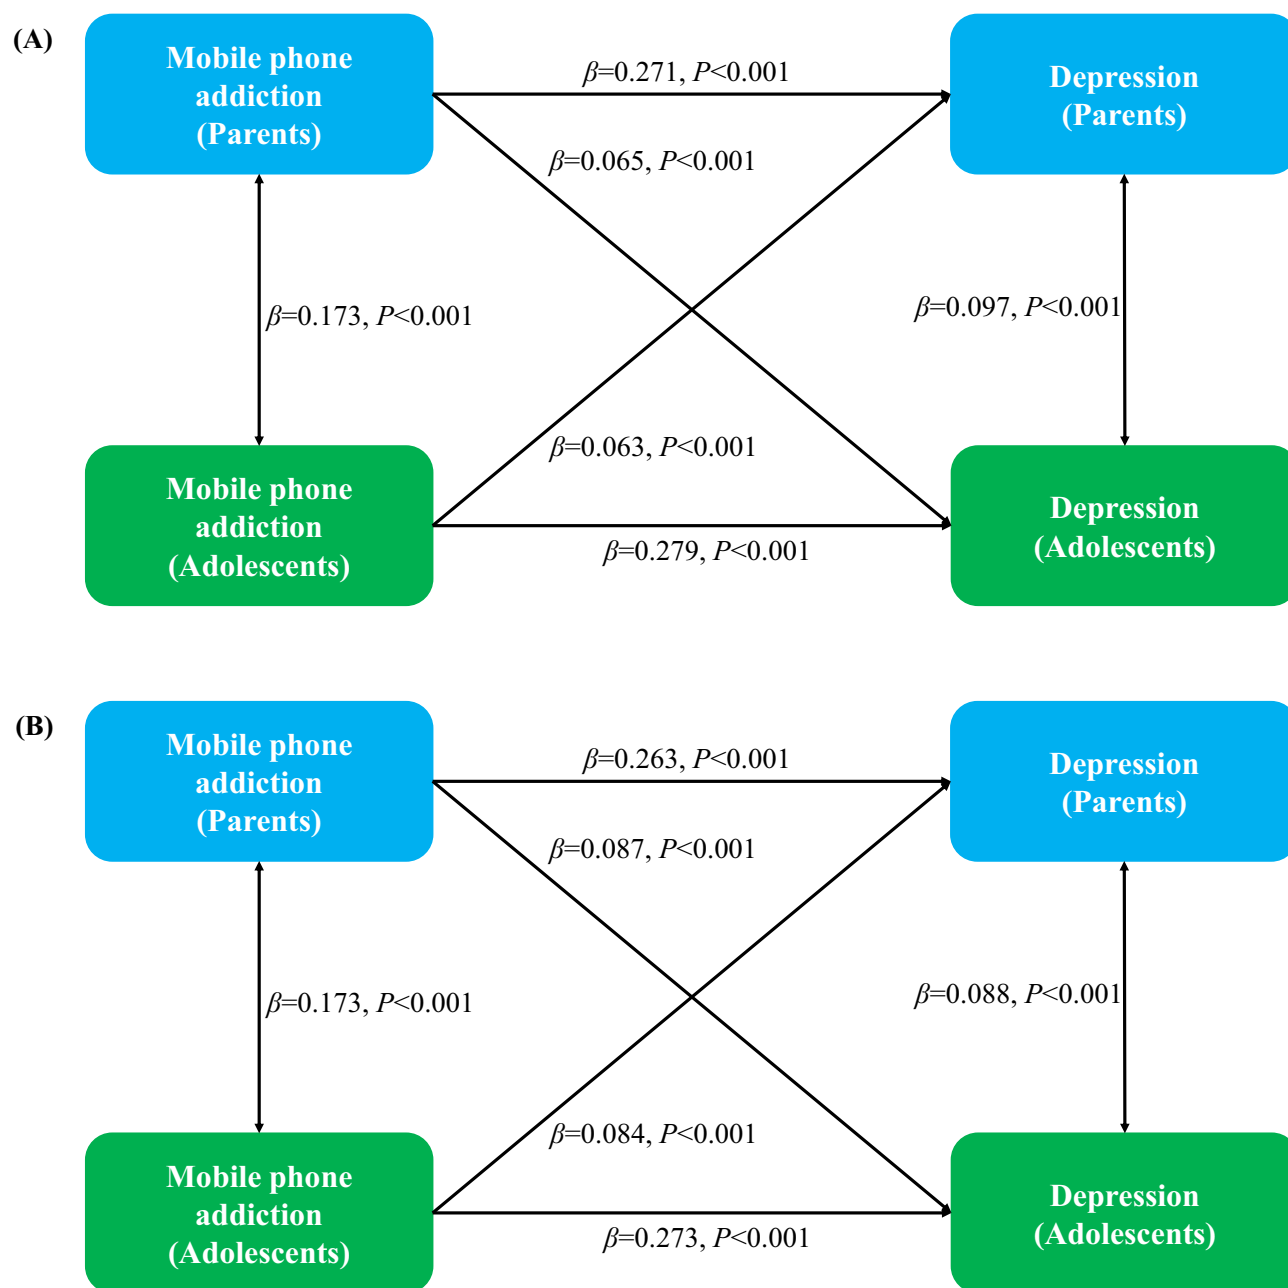 (A)
Mobile phone
addiction
(Parents)
β=0.271, P<0.001
Depression
(Parents)
β=0.065, P<0.001
β=0.173, P<0.001
β=0.097, P<0.001
β=0.063, P<0.001
Mobile phone
addiction
(Adolescents)
β=0.279, P<0.001
Depression
(Adolescents)
(B)
Mobile phone
addiction
(Parents)
β=0.263, P<0.001
Depression
(Parents)
β=0.087, P<0.001
β=0.173, P<0.001
β=0.088, P<0.001
β=0.084, P<0.001
Mobile phone
addiction
(Adolescents)
β=0.273, P<0.001
Depression
(Adolescents)